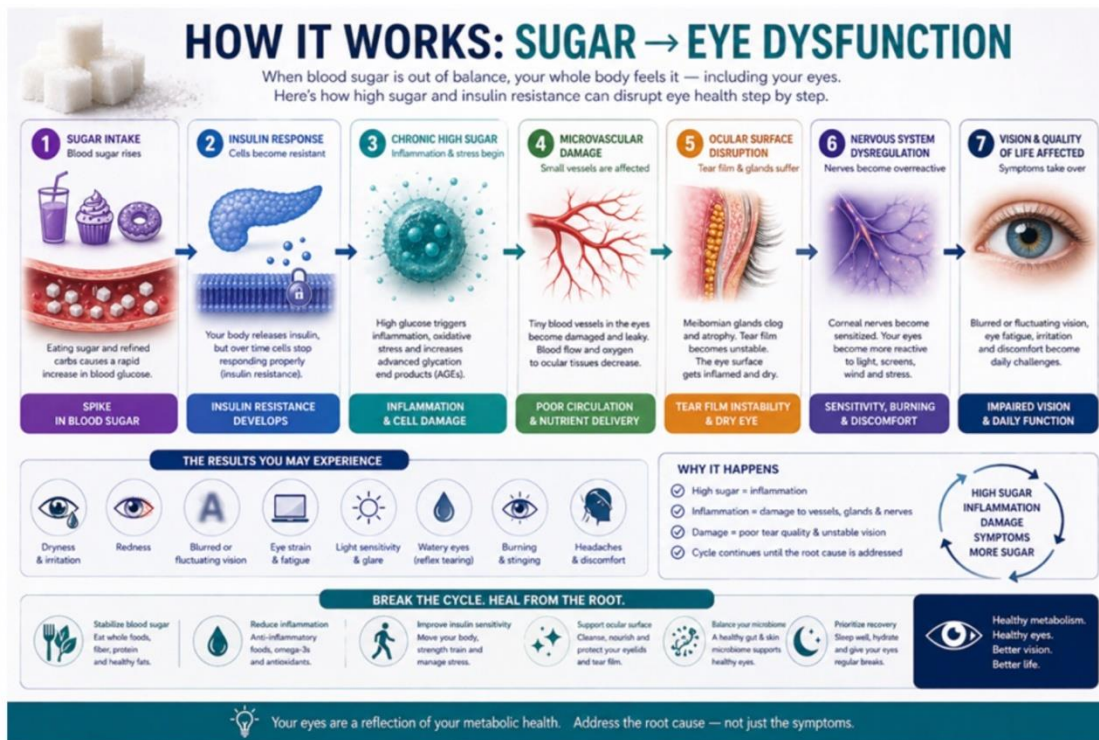 HOW IT WORKS: SUGAR → EYE DYSFUNCTION
When blood sugar is out of balance, your whole body feels it — including your eyes.
Here's how high sugar and insulin resistance can disrupt eye health step by step.
1
SUGAR INTAKE
Blood sugar rises
Eating sugar and refined
carbs causes a rapid
increase in blood glucose.
SPIKE
IN BLOOD SUGAR
2
INSULIN RESPONSE
Cells become resistant
Your body releases insulin,
but over time cells stop
responding properly
(insulin resistance).
INSULIN RESISTANCE
DEVELOPS
3
CHRONIC HIGH SUGAR
Inflammation & stress begin
High glucose triggers
inflammation, oxidative
stress and increases
advanced glycation
end products (AGEs).
INFLAMMATION
& CELL DAMAGE
4
MICROVASCULAR
DAMAGE
Small vessels are affected
Tiny blood vessels in the eyes
become damaged and leaky.
Blood flow and oxygen
to ocular tissues decrease.
POOR CIRCULATION
& NUTRIENT DELIVERY
5
OCULAR SURFACE
DISRUPTION
Tear film & glands suffer
Meibomian glands clog
and atrophy. Tear film
becomes unstable.
The eye surface
gets inflamed and dry.
TEAR FILM INSTABILITY
& DRY EYE
6
NERVOUS SYSTEM
DYSREGULATION
Nerves become overreactive
Corneal nerves become
sensitized. Your eyes
become more reactive
to light, screens,
wind and stress.
SENSITIVITY, BURNING
& DISCOMFORT
7
VISION & QUALITY
OF LIFE AFFECTED
Symptoms take over
Blurred or fluctuating vision,
eye fatigue, irritation
and discomfort become
daily challenges.
IMPAIRED VISION
& DAILY FUNCTION
THE RESULTS YOU MAY EXPERIENCE
Dryness
& irritation
Redness
A
Blurred or
fluctuating vision
Eye strain
& fatigue
Light sensitivity
& glare
Watery eyes
(reflex tearing)
Burning
& stinging
Headaches
& discomfort
WHY IT HAPPENS
High sugar = inflammation
Inflammation = damage to vessels, glands & nerves
Damage = poor tear quality & unstable vision
Cycle continues until the root cause is addressed
HIGH SUGAR
INFLAMMATION
DAMAGE
SYMPTOMS
MORE SUGAR
BREAK THE CYCLE. HEAL FROM THE ROOT.
Stabilize blood sugar
Eat whole foods,
fiber, protein
and healthy fats.
Reduce inflammation
Anti-inflammatory
foods, omega-3s
and antioxidants.
Improve insulin sensitivity
Move your body,
strength train and
manage stress.
Support ocular surface
Cleanse, nourish and
protect your eyelids
and tear film.
Balance your microbiome
A healthy gut & skin
microbiome supports
healthy eyes.
Prioritize recovery
Sleep well, hydrate
and give your eyes
regular breaks.
Healthy metabolism.
Healthy eyes.
Better vision.
Better life.
Your eyes are a reflection of your metabolic health. Address the root cause — not just the symptoms.